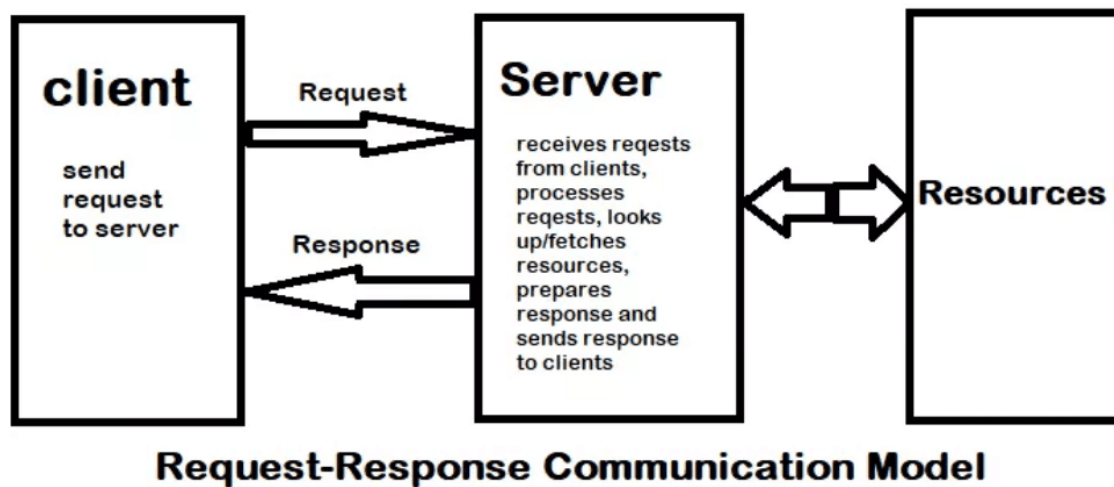 client
send
request
to server
Request
Response
Server
receives reqests
from clients,
processes
reqests, looks
up/fetches
resources,
prepares
response and
sends response
to clients
Resources
Request-Response Communication Model